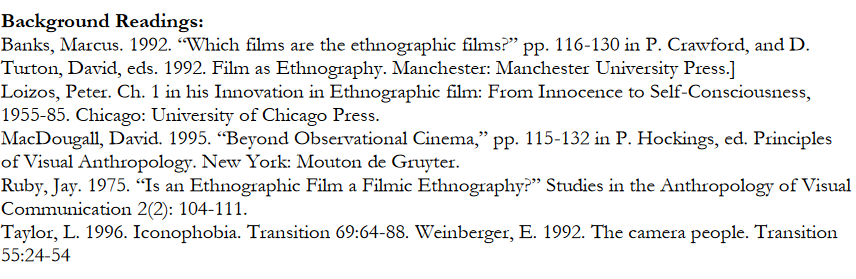 Background Readings:
Banks, Marcus. 1992. “Which films are the ethnographic films?” pp. 116-130 in P. Crawford, and D.
Turton, David, eds. 1992. Film as Ethnography. Manchester: Manchester University Press.]
Loizos, Peter. Ch. 1 in his Innovation in Ethnographic film: From Innocence to Self-Consciousness,
1955-85. Chicago: University of Chicago Press.
MacDougall, David. 1995. “Beyond Observational Cinema,” pp. 115-132 in P. Hockings, ed. Principles
of Visual Anthropology. New York: Mouton de Gruyter.
Ruby, Jay. 1975. “Is an Ethnographic Film a Filmic Ethnography?” Studies in the Anthropology of Visual
Communication 2(2): 104-111.
Taylor, L. 1996. Iconophobia. Transition 69:64-88. Weinberger, E. 1992. The camera people. Transition
55:24-54